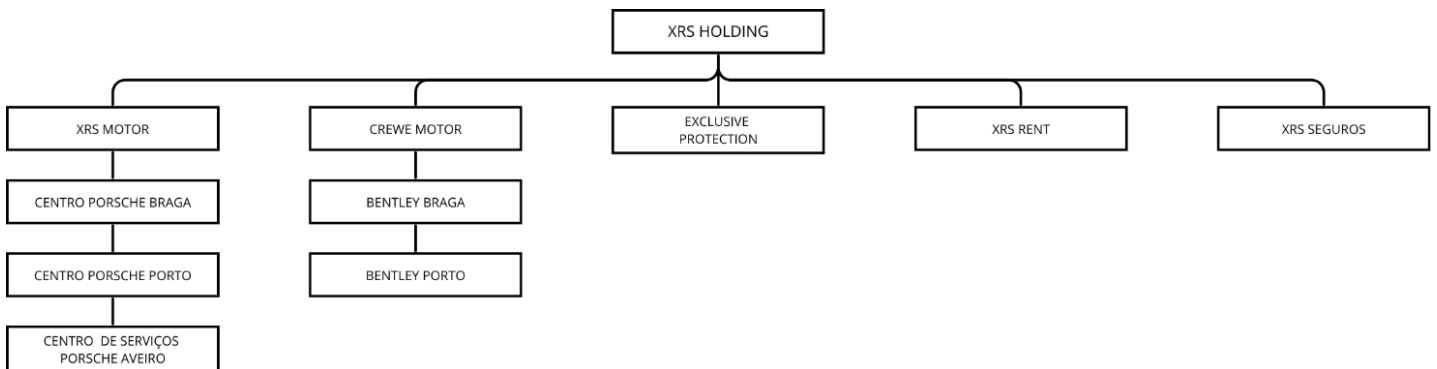 XRS HOLDING
XRS MOTOR
CREWE MOTOR
EXCLUSIVE
PROTECTION
XRS RENT
XRS SEGUROS
CENTRO PORSCHE BRAGA
BENTLEY BRAGA
CENTRO PORSCHE PORTO
BENTLEY PORTO
CENTRO DE SERVIÇOS
PORSCHE AVEIRO